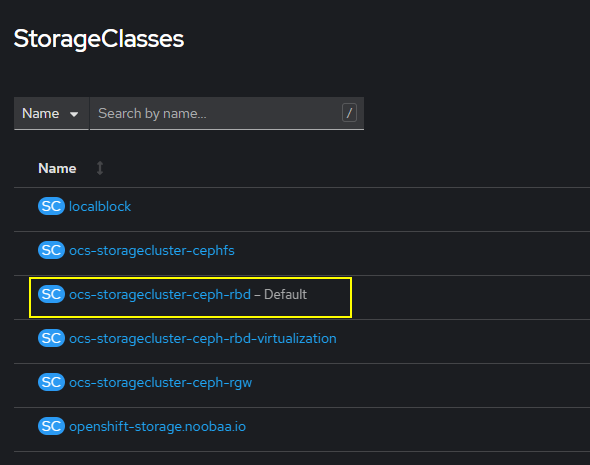 StorageClasses
Name Search by name... /
Name
SC localblock
SC ocs-storagecluster-cephfs
SC ocs-storagecluster-ceph-rbd – Default
SC ocs-storagecluster-ceph-rbd-virtualization
SC ocs-storagecluster-ceph-rgw
SC openshift-storage.noobaa.io